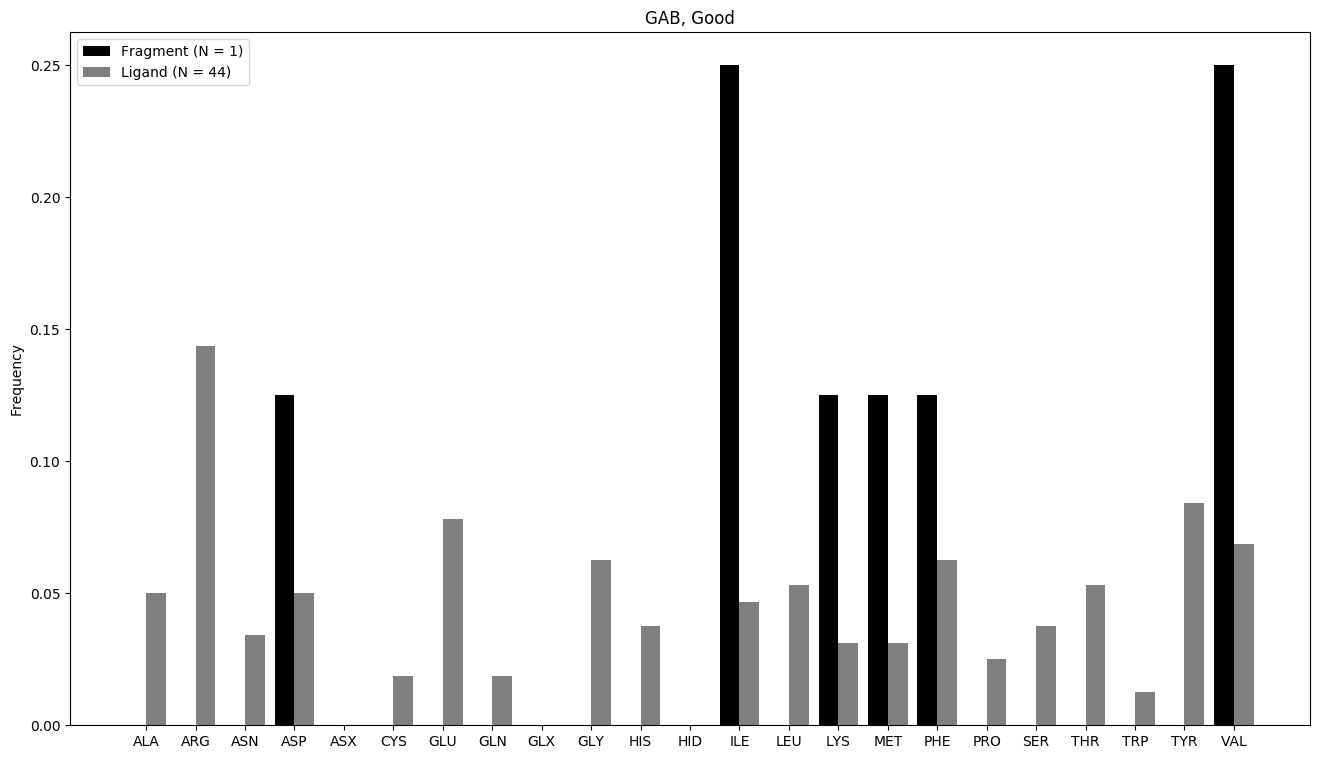 GAB, Good
Fragment (N = 1)
Ligand (N = 44)
Frequency
0.25
0.20
0.15
0.10
0.05
0.00
ALA ARG ASN ASP ASX CYS GLU GLN GLX GLY HIS HID ILE LEU LYS MET PHE PRO SER THR TRP TYR VAL